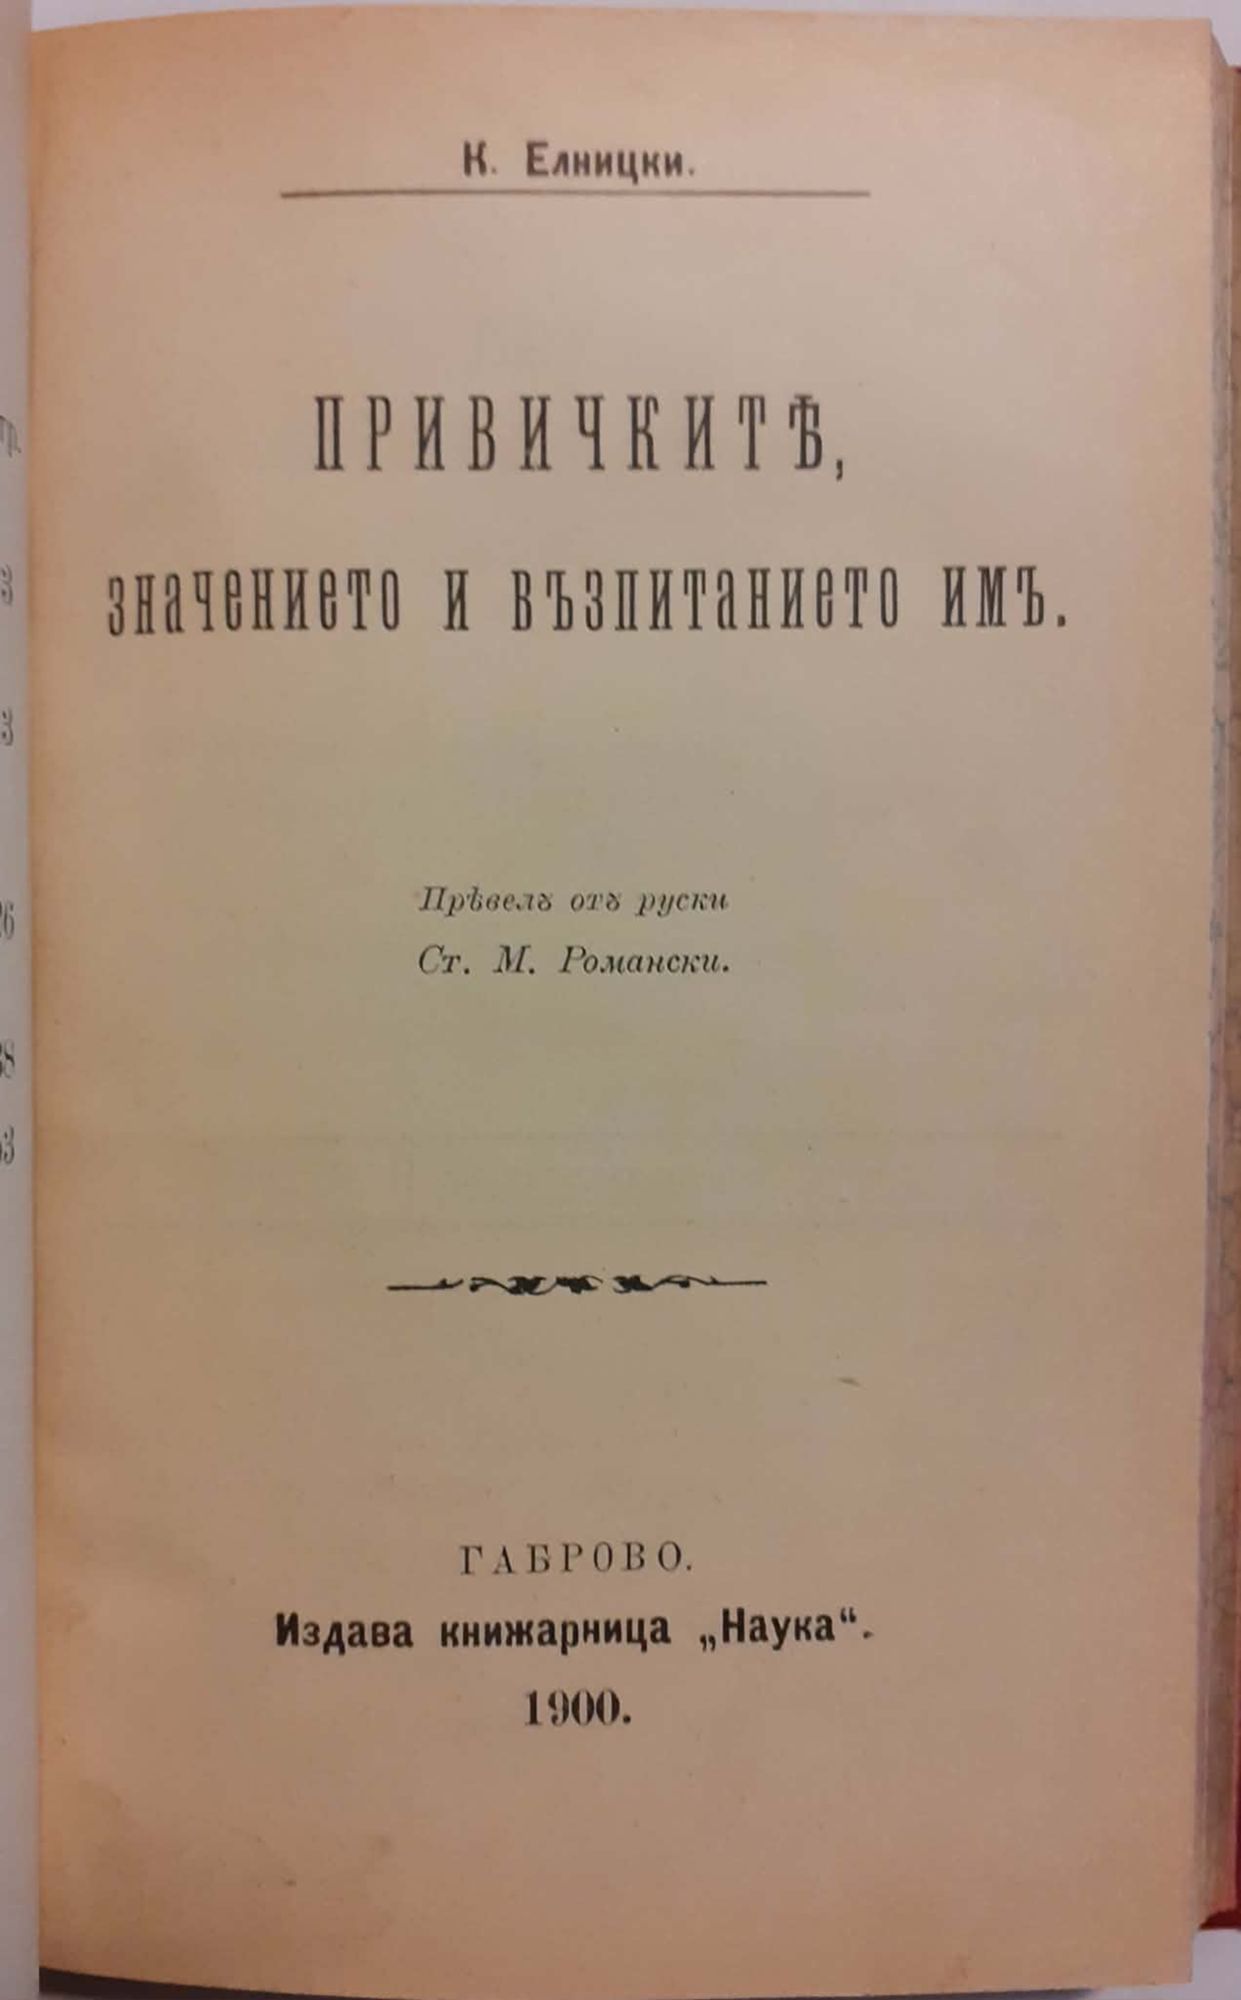 К. Елницки.
ПРИВИЧКИТѢ,
значението и възпитанието имъ.
Прѣвелъ отъ руски
Ст. М. Романски.
ГАБРОВО.
Издава книжарница „Наука“.
1900.